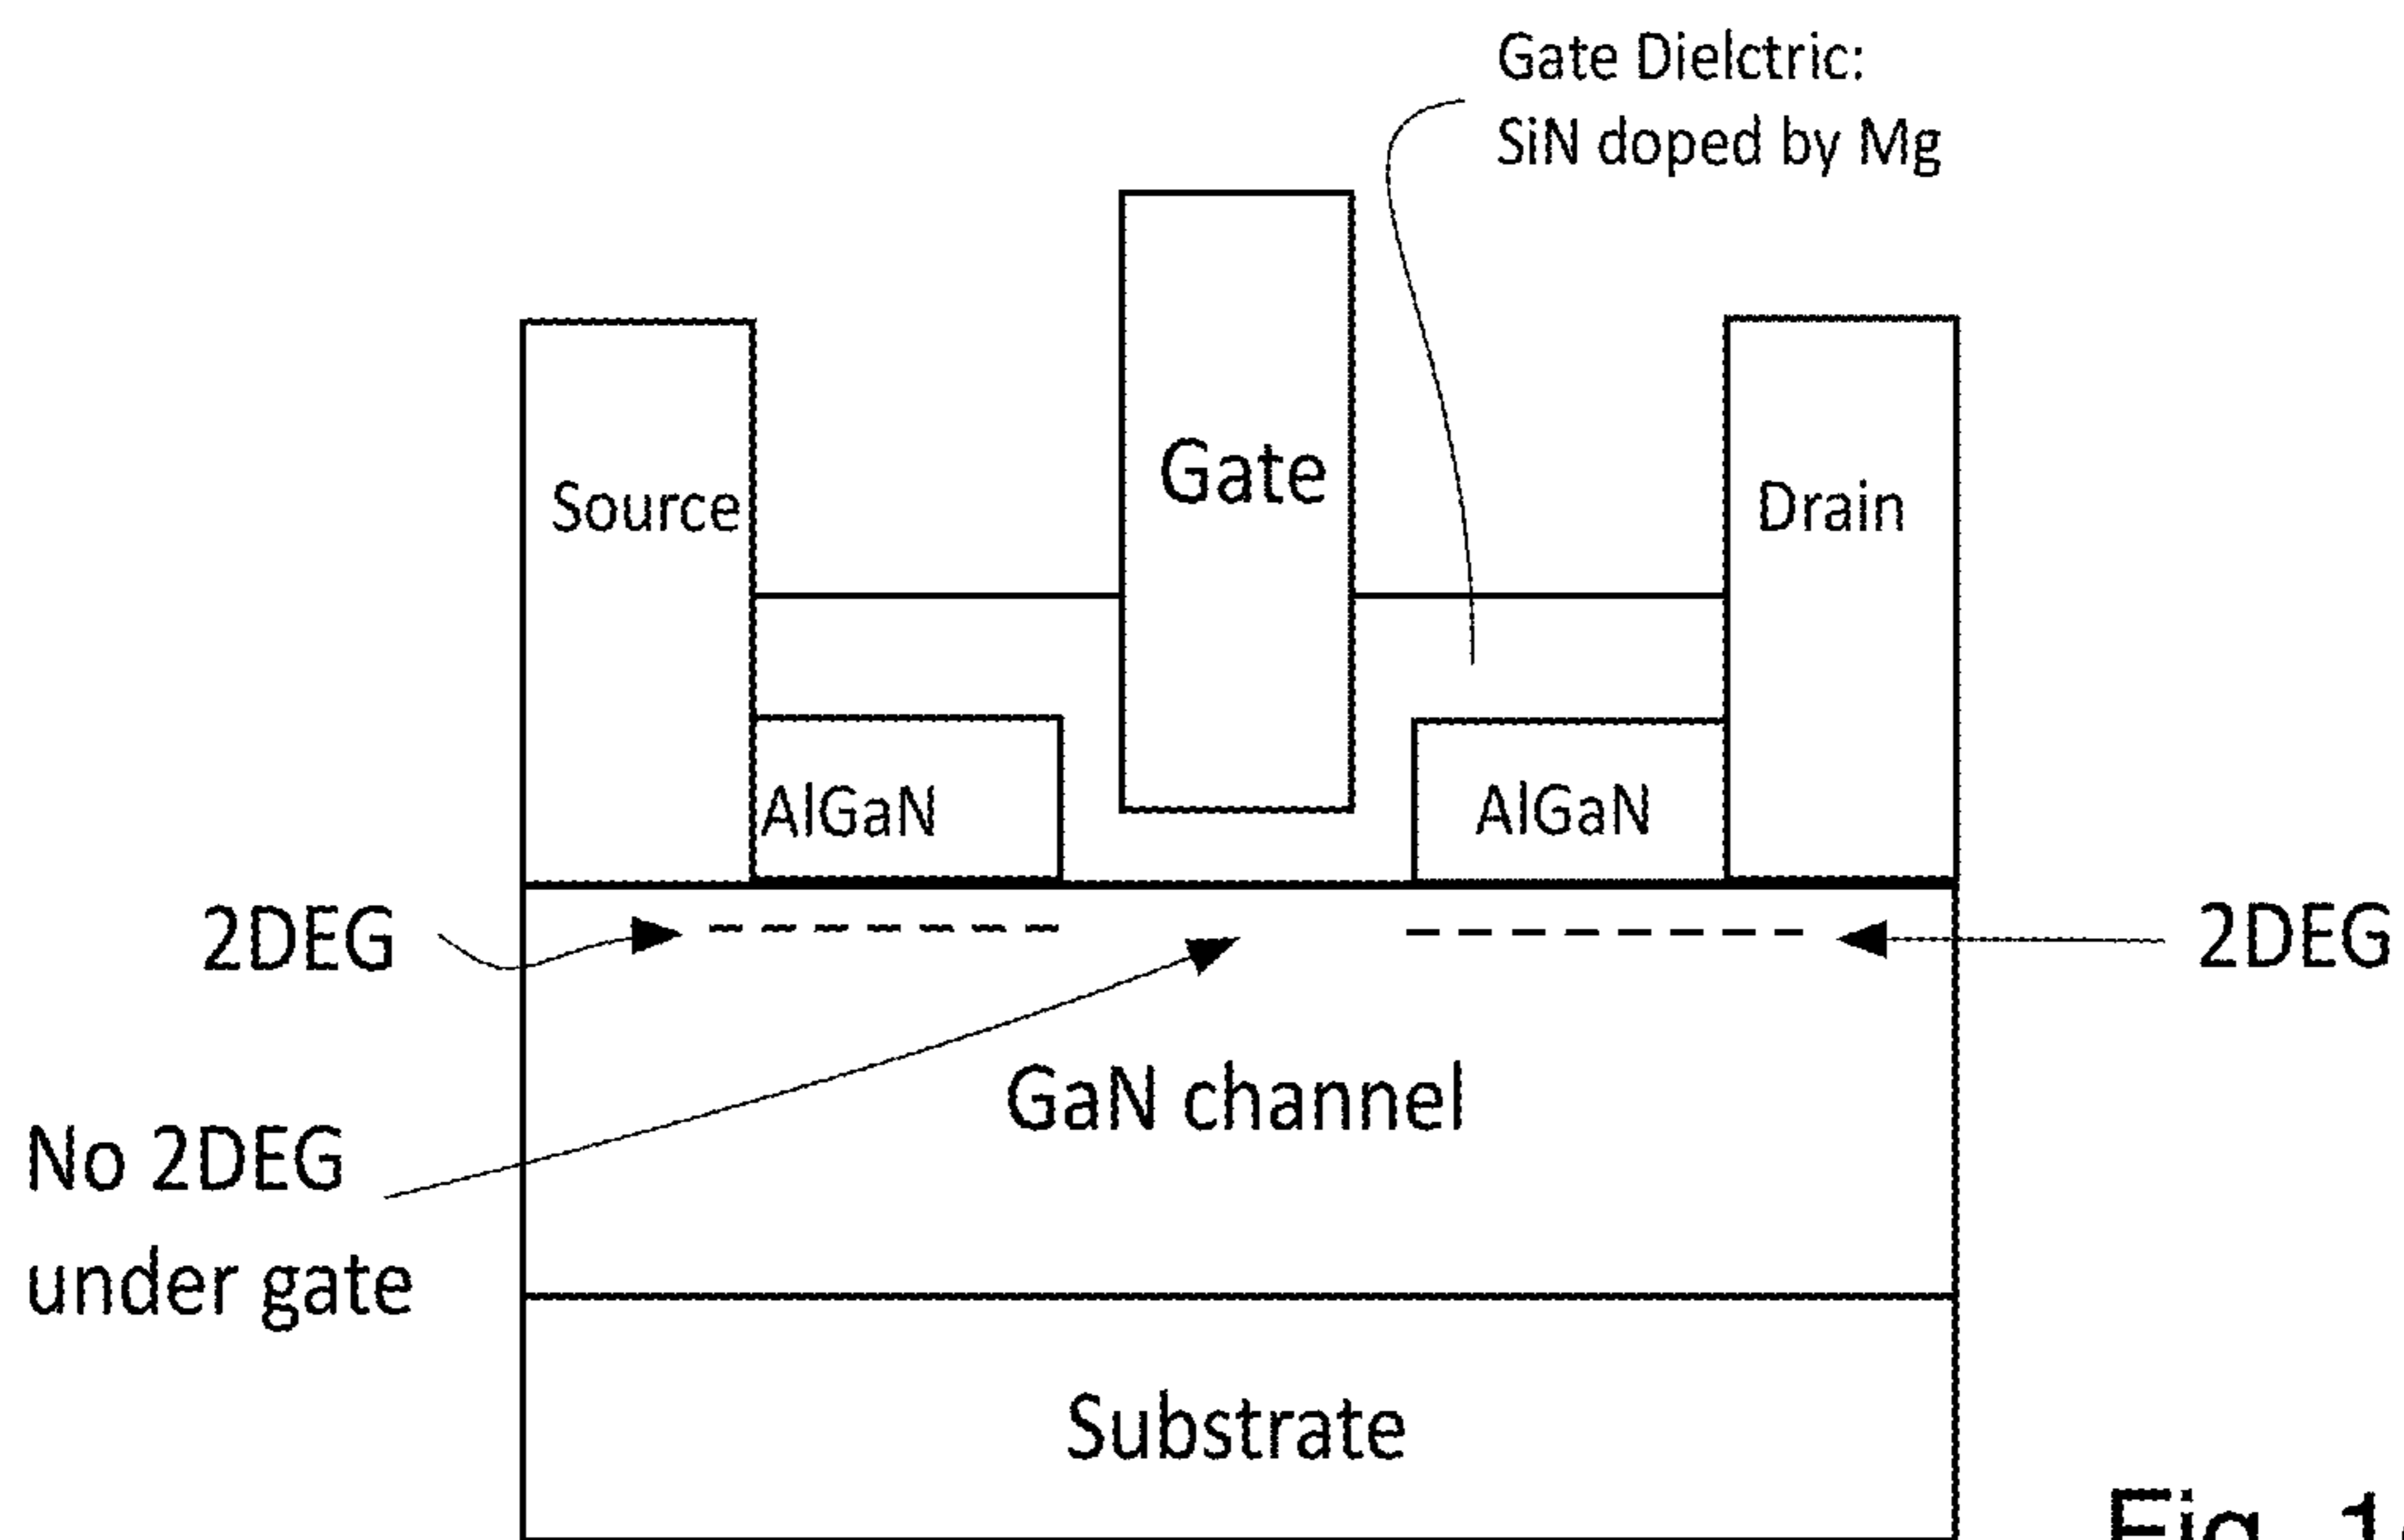 Gate Dielctric:
SiN doped by Mg
Gate
Source
Drain
AlGaN
AlGaN
2DEG
2DEG
GaN channel
No 2DEG
under gate
Substrate
Fig.